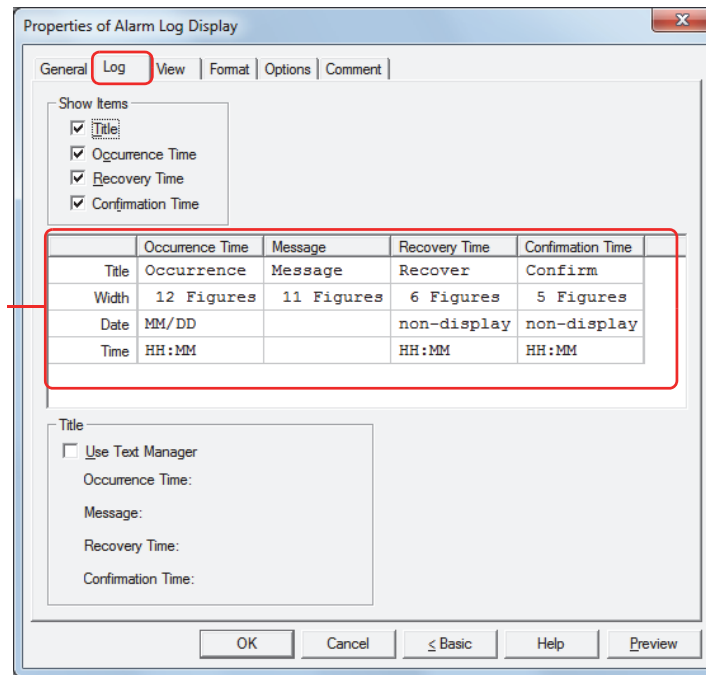 Properties of Alarm Log Display
General Log View Format Options Comment
Show Items
Title
Occurrence Time
Recovery Time
Confirmation Time
Occurrence Time Message Recovery Time Confirmation Time
Title Occurrence Message Recover Confirm
Width 12 Figures 11 Figures 6 Figures 5 Figures
Date MM/DD non-display non-display
Time HH:MM HH:MM HH:MM
Title
Use Text Manager
Occurrence Time:
Message:
Recovery Time:
Confirmation Time:
OK Cancel < Basic Help Preview